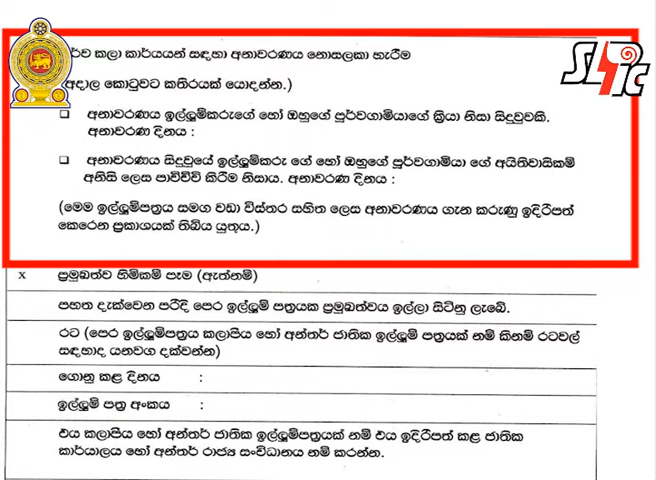 පූර්ව කලා කාර්යයන් සඳහා අනාවරණය නොසලකා හැරීම
අදාල කොටුවට කතිරයක් යොදන්න.)
☐ අනාවරණය ඉල්ලුම්කරුගේ හෝ ඔහුගේ පූර්වගාමියාගේ ක්‍රියා නිසා සිදුවුවකි.
අනාවරණ දිනය :
☐ අනාවරණය සිදුවූයේ ඉල්ලුම්කරු ගේ හෝ ඔහුගේ පූර්වගාමියා ගේ අයිතිවාසිකම්
අනිසි ලෙස පාවිච්චි කිරීම නිසාය. අනාවරණ දිනය :
(මෙම ඉල්ලුම්පත්‍රය සමග වඩා විස්තර සහිත ලෙස අනාවරණය ගැන කරුණු ඉදිරිපත්
කෙරෙන ප්‍රකාශයක් තිබිය යුතුය.)
SLIIC
x ප්‍රමුඛත්ව හිමිකම් පෑම (ඇත්නම්)
පහත දැක්වෙන පරිදි පෙර ඉල්ලුම් පත්‍රයක ප්‍රමුඛත්වය ඉල්ලා සිටිනු ලැබේ.
රට (පෙර ඉල්ලුම්පත්‍රය කලාපිය හෝ අන්තර් ජාතික ඉල්ලුම් පත්‍රයක් නම් කිනම් රටවල්
සඳහාද යනවග දක්වන්න)
ගොනු කළ දිනය :
ඉල්ලුම් පත්‍ර අංකය :
එය කලාපිය හෝ අන්තර් ජාතික ඉල්ලුම්පත්‍රයක් නම් එය ඉදිරිපත් කළ ජාතික
කාර්යාලය හෝ අන්තර් රාජ්‍ය සංවිධානය නම් කරන්න.